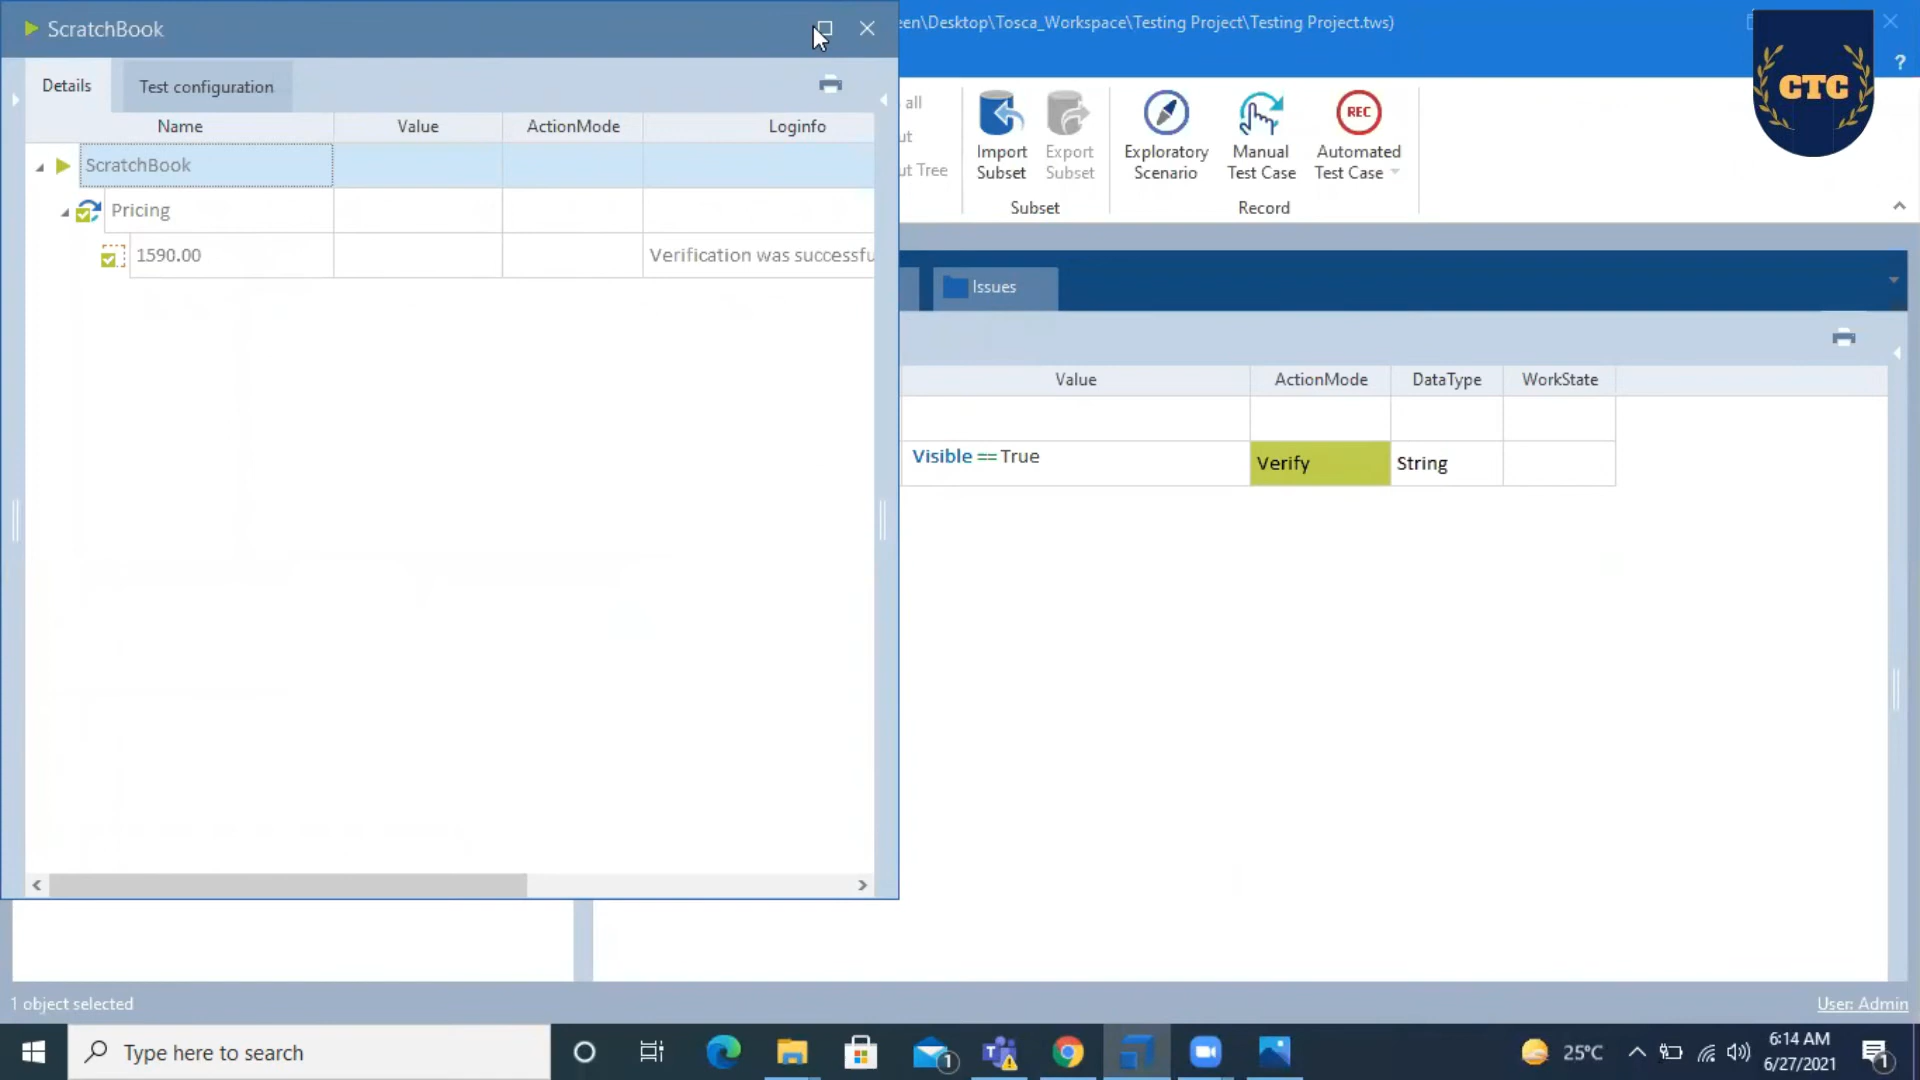 ScratchBook
een\Desktop\Tosca_Workspace\Testing Project\Testing Project.tws)
?
CTC
Details
Test configuration
Name
Value
ActionMode
Loginfo
ScratchBook
Pricing
1590.00
Verification was successfu
all
ut
ut Tree
Import
Subset
Export
Subset
Subset
Exploratory
Scenario
Manual
Test Case
REC
Automated
Test Case
Record
Issues
Value
ActionMode
DataType
WorkState
Visible == True
Verify
String
1 object selected
User: Admin
Type here to search
1
25°C
6:14 AM
6/27/2021
1